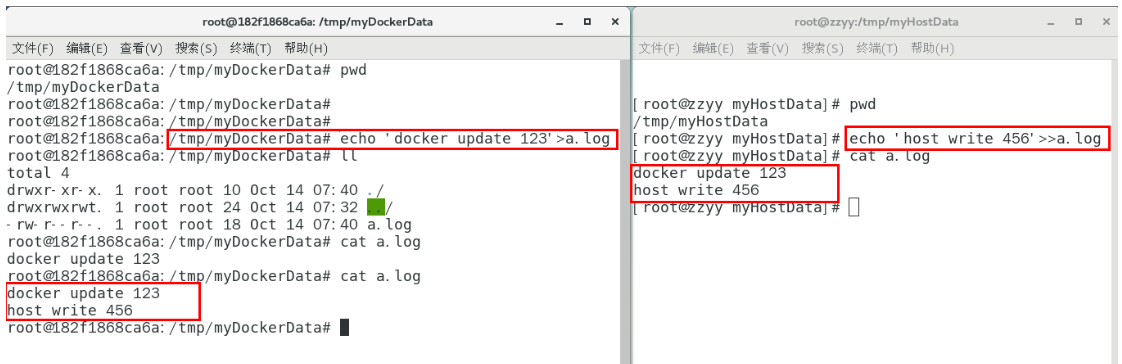 root@182f1868ca6a: /tmp/myDockerData
文件(F) 编辑(E) 查看(V) 搜索(S) 终端(T) 帮助(H)
root@182f1868ca6a:/tmp/myDockerData# pwd
/tmp/myDockerData
root@182f1868ca6a:/tmp/myDockerData#
root@182f1868ca6a:/tmp/myDockerData#
root@182f1868ca6a:/tmp/myDockerData# echo 'docker update 123'>a.log
root@182f1868ca6a:/tmp/myDockerData# ll
total 4
drwxr-xr-x. 1 root root 10 Oct 14 07:40 ./
drwxrwxrwt. 1 root root 24 Oct 14 07:32 ../
-rw-r--r--. 1 root root 18 Oct 14 07:40 a.log
root@182f1868ca6a:/tmp/myDockerData# cat a.log
docker update 123
root@182f1868ca6a:/tmp/myDockerData# cat a.log
docker update 123
host write 456
root@182f1868ca6a:/tmp/myDockerData#
root@zzyy:/tmp/myHostData
文件(F) 编辑(E) 查看(V) 搜索(S) 终端(T) 帮助(H)
[root@zzyy myHostData]# pwd
/tmp/myHostData
[root@zzyy myHostData]# echo 'host write 456'>>a.log
[root@zzyy myHostData]# cat a.log
docker update 123
host write 456
[root@zzyy myHostData]#